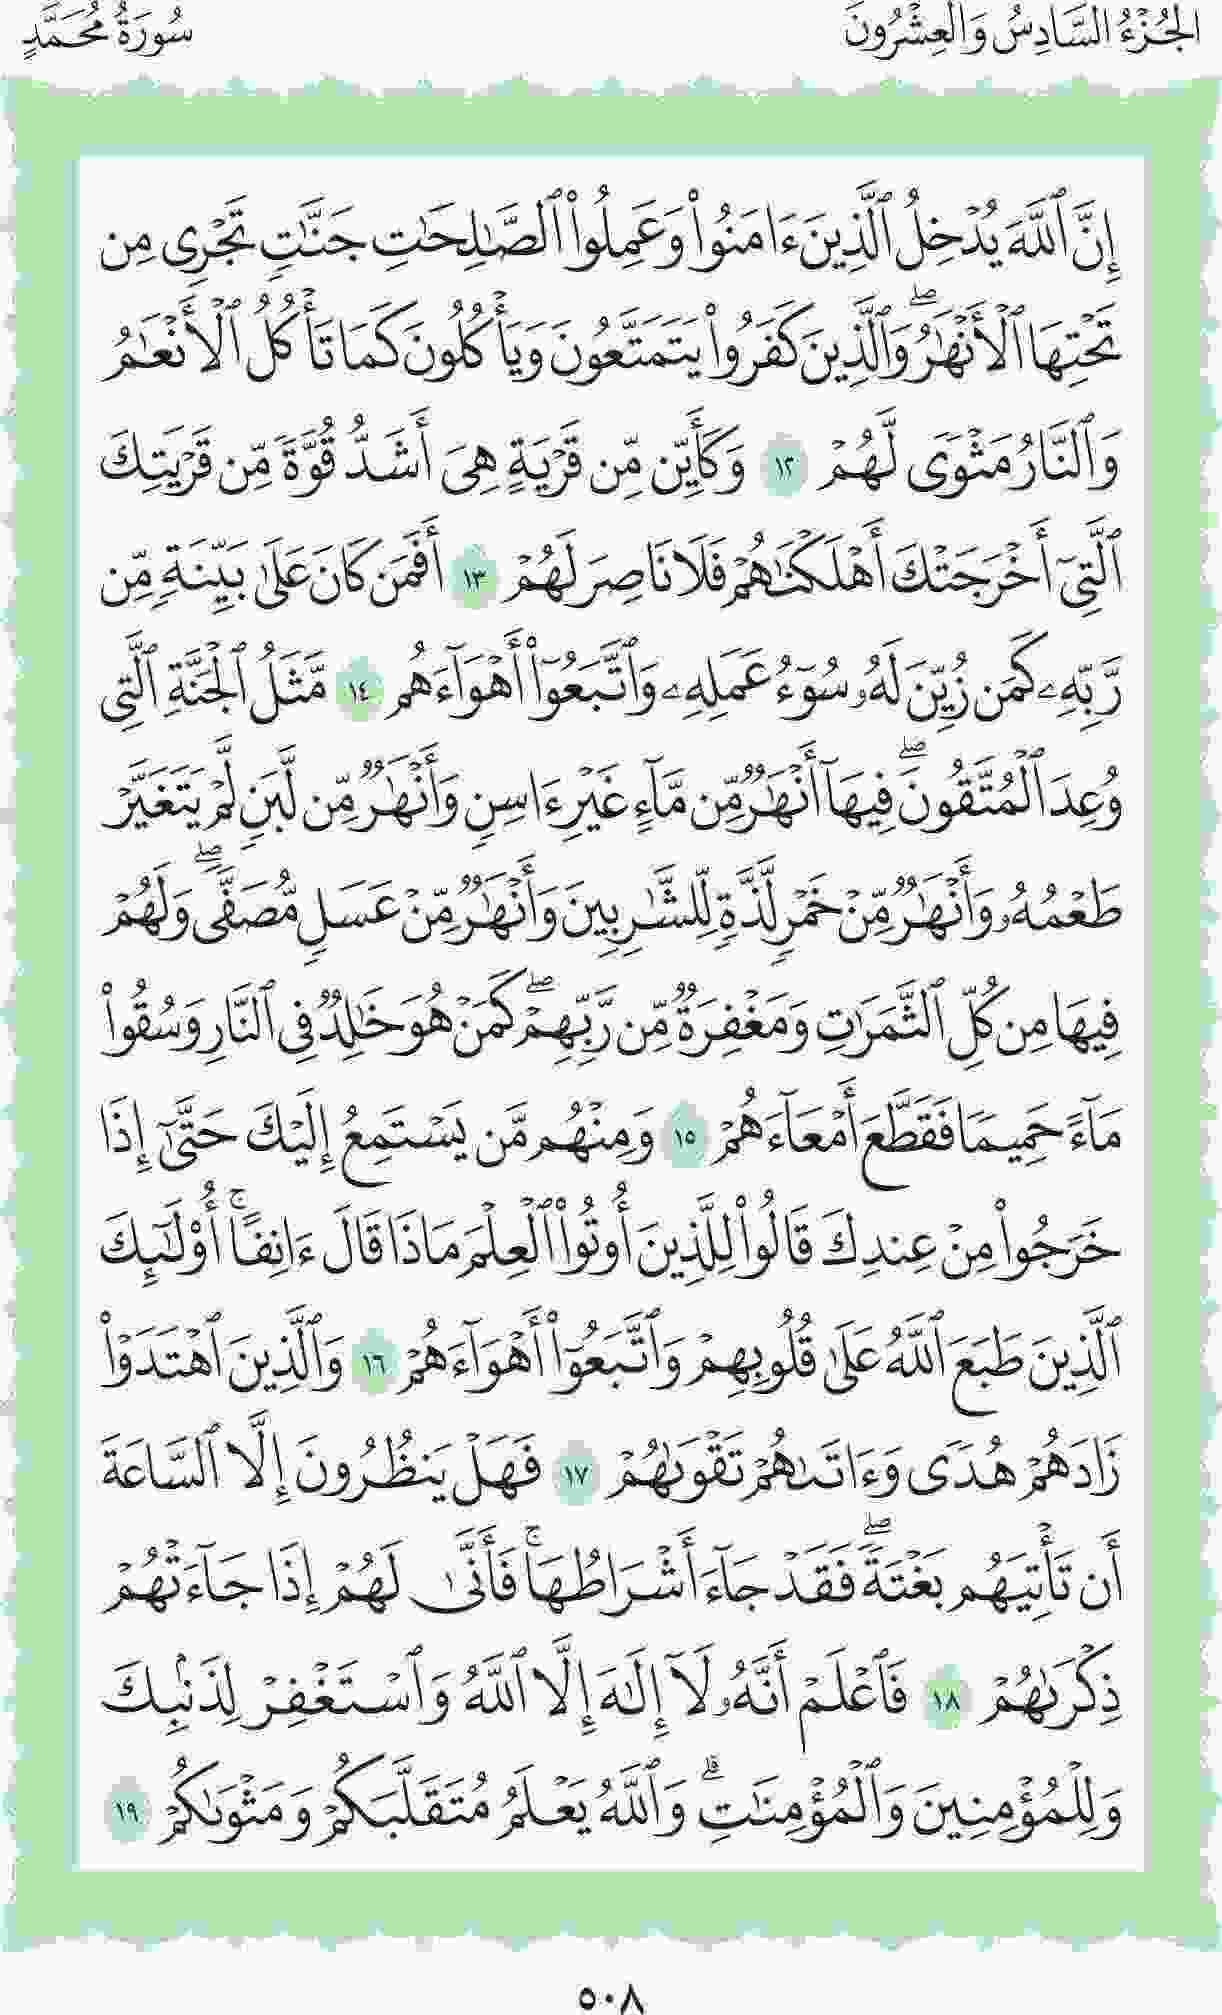 الجُزْءُ السَّادِسُ وَالعِشْرُونَ
سُورَةُ مُحَمَّدٍ
إِنَّ ٱللَّهَ يُدْخِلُ ٱلَّذِينَ ءَامَنُوا۟ وَعَمِلُوا۟ ٱلصَّـٰلِحَـٰتِ جَنَّـٰتٍ تَجْرِى مِن
تَحْتِهَا ٱلْأَنْهَـٰرُ ۖ وَٱلَّذِينَ كَفَرُوا۟ يَتَمَتَّعُونَ وَيَأْكُلُونَ كَمَا تَأْكُلُ ٱلْأَنْعَـٰمُ
وَٱلنَّارُ مَثْوًى لَّهُمْ ١٢ وَكَأَيِّن مِّن قَرْيَةٍ هِىَ أَشَدُّ قُوَّةً مِّن قَرْيَتِكَ
ٱلَّتِىٓ أَخْرَجَتْكَ أَهْلَكْنَـٰهُمْ فَلَا نَاصِرَ لَهُمْ ١٣ أَفَمَن كَانَ عَلَىٰ بَيِّنَةٍ مِّن
رَّبِّهِۦ كَمَن زُيِّنَ لَهُۥ سُوٓءُ عَمَلِهِۦ وَٱتَّبَعُوٓا۟ أَهْوَآءَهُم ١٤ مَّثَلُ ٱلْجَنَّةِ ٱلَّتِى
وُعِدَ ٱلْمُتَّقُونَ ۖ فِيهَآ أَنْهَـٰرٌ مِّن مَّآءٍ غَيْرِ ءَاسِنٍ وَأَنْهَـٰرٌ مِّن لَّبَنٍ لَّمْ يَتَغَيَّرْ
طَعْمُهُۥ وَأَنْهَـٰرٌ مِّنْ خَمْرٍ لَّذَّةٍ لِّلشَّـٰرِبِينَ وَأَنْهَـٰرٌ مِّنْ عَسَلٍ مُّصَفًّى ۖ وَلَهُمْ
فِيهَا مِن كُلِّ ٱلثَّمَرَٰتِ وَمَغْفِرَةٌ مِّن رَّبِّهِمْ ۖ كَمَنْ هُوَ خَـٰلِدٌ فِى ٱلنَّارِ وَسُقُوا۟
مَآءً حَمِيمًا فَقَطَّعَ أَمْعَآءَهُمْ ١٥ وَمِنْهُم مَّن يَسْتَمِعُ إِلَيْكَ حَتَّىٰٓ إِذَا
خَرَجُوا۟ مِنْ عِندِكَ قَالُوا۟ لِلَّذِينَ أُوتُوا۟ ٱلْعِلْمَ مَاذَا قَالَ ءَانِفًا ۚ أُو۟لَـٰٓئِكَ
ٱلَّذِينَ طَبَعَ ٱللَّهُ عَلَىٰ قُلُوبِهِمْ وَٱتَّبَعُوٓا۟ أَهْوَآءَهُمْ ١٦ وَٱلَّذِينَ ٱهْتَدَوْا۟
زَادَهُمْ هُدًى وَءَاتَىٰهُمْ تَقْوَىٰهُمْ ١٧ فَهَلْ يَنظُرُونَ إِلَّا ٱلسَّاعَةَ
أَن تَأْتِيَهُم بَغْتَةً ۖ فَقَدْ جَآءَ أَشْرَاطُهَا ۚ فَأَنَّىٰ لَهُمْ إِذَا جَآءَتْهُمْ
ذِكْرَىٰهُمْ ١٨ فَٱعْلَمْ أَنَّهُۥ لَآ إِلَـٰهَ إِلَّا ٱللَّهُ وَٱسْتَغْفِرْ لِذَنۢبِكَ
وَلِلْمُؤْمِنِينَ وَٱلْمُؤْمِنَـٰتِ ۗ وَٱللَّهُ يَعْلَمُ مُتَقَلَّبَكُمْ وَمَثْوَىٰكُمْ ١٩
٥٠٨